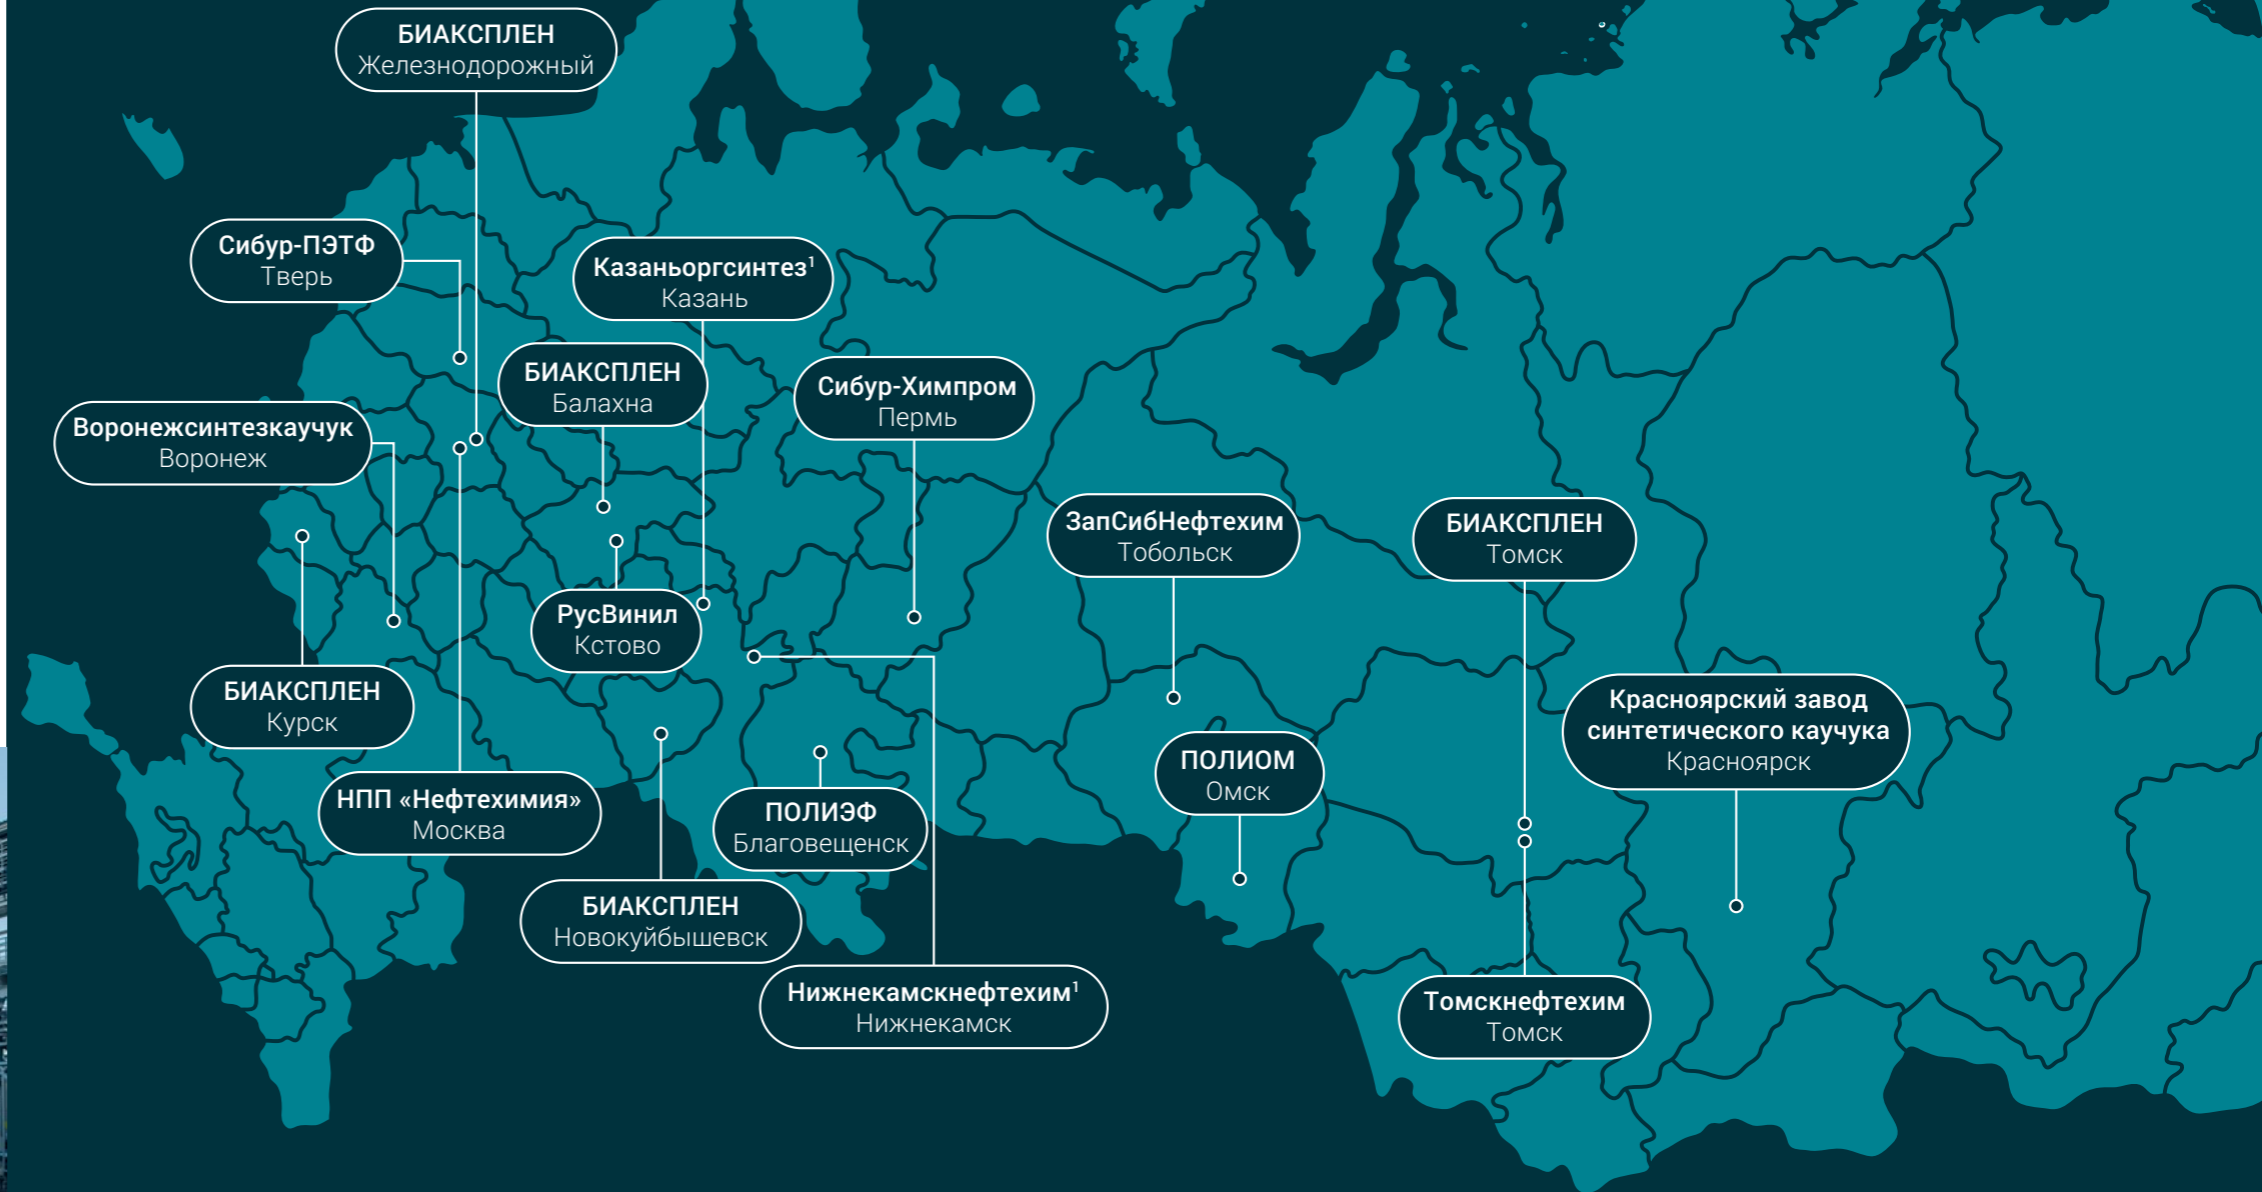 БИАКСПЛЕН
Железнодорожный
Сибур-ПЭТФ
Тверь
Казаньоргсинтез¹
Казань
БИАКСПЛЕН
Балахна
Сибур-Химпром
Пермь
Воронежсинтезкаучук
Воронеж
ЗапСибНефтехим
Тобольск
БИАКСПЛЕН
Томск
РусВинил
Кстово
БИАКСПЛЕН
Курск
Красноярский завод
синтетического каучука
Красноярск
ПОЛИОМ
Омск
НПП «Нефтехимия»
Москва
ПОЛИЭФ
Благовещенск
БИАКСПЛЕН
Новокуйбышевск
Нижнекамскнефтехим¹
Нижнекамск
Томскнефтехим
Томск